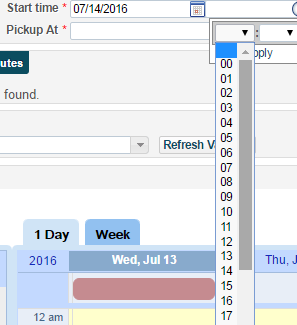 Start time * 07/14/2016
Pickup At *
:
utes
pply
found.
00
01
02
03
04
05
06
07
08
09
10
11
12
13
14
15
16
17
Refresh V
1 Day Week
2016 Wed, Jul 13 Thu, J
12 am